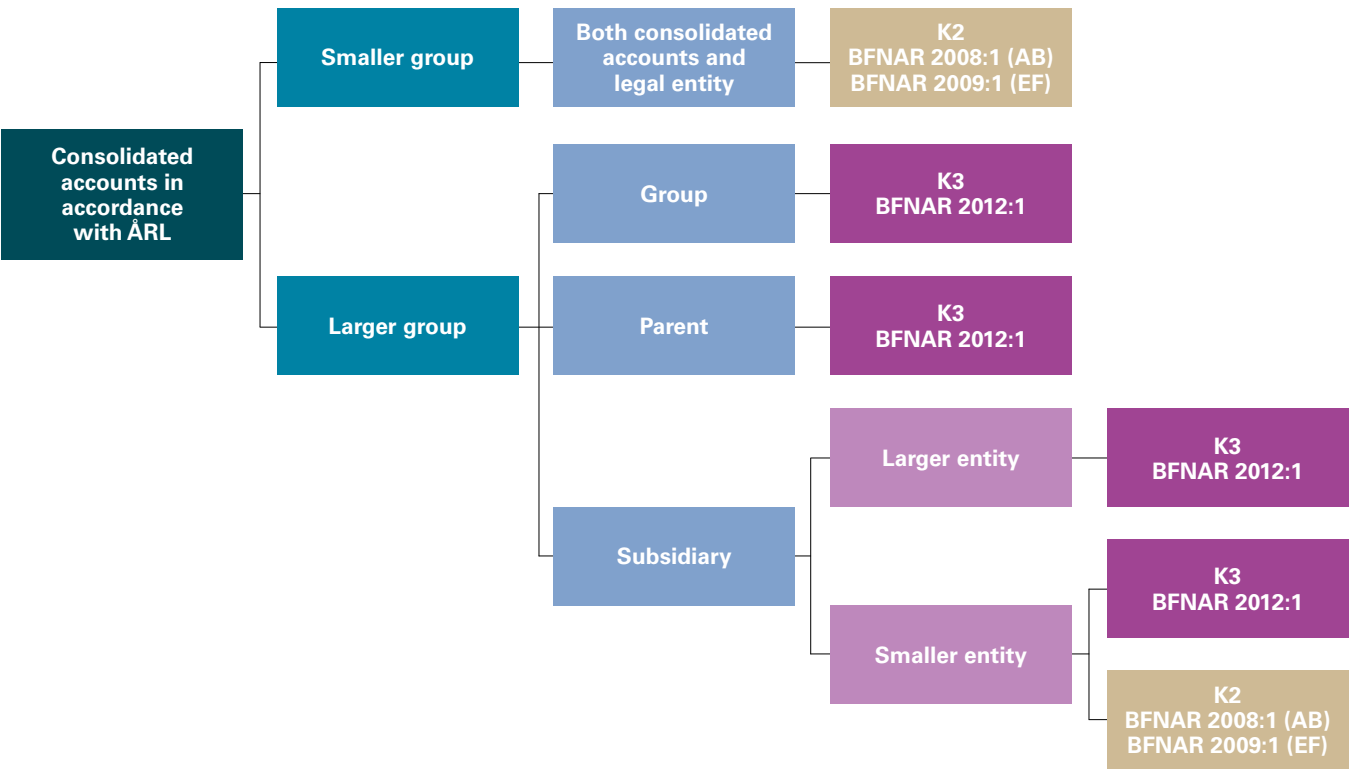 Consolidated
accounts in
accordance
with ÅRL
Smaller group
Both consolidated
accounts and
legal entity
K2
BFNAR 2008:1 (AB)
BFNAR 2009:1 (EF)
Larger group
Group
K3
BFNAR 2012:1
Parent
K3
BFNAR 2012:1
Subsidiary
Larger entity
K3
BFNAR 2012:1
Smaller entity
K3
BFNAR 2012:1
K2
BFNAR 2008:1 (AB)
BFNAR 2009:1 (EF)